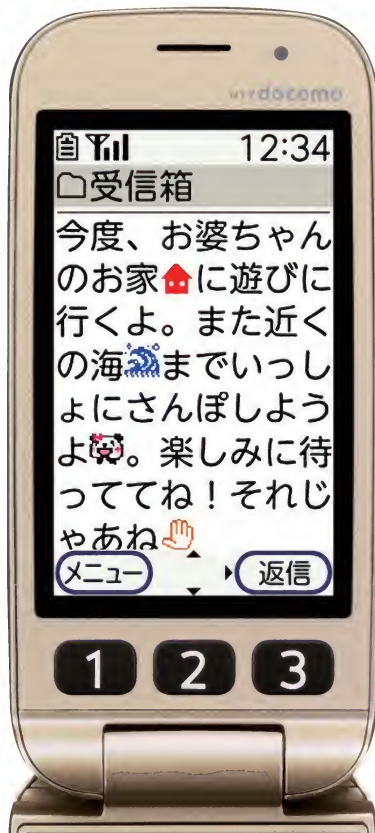 docomo
12:34
受信箱
今度、お婆ちゃん
のお家に遊びに
行くよ。また近く
の海までいっし
ょにさんぽしよう
よ。楽しみに待
っててね!それじ
ゃあね
メニュー 返信
1 2 3